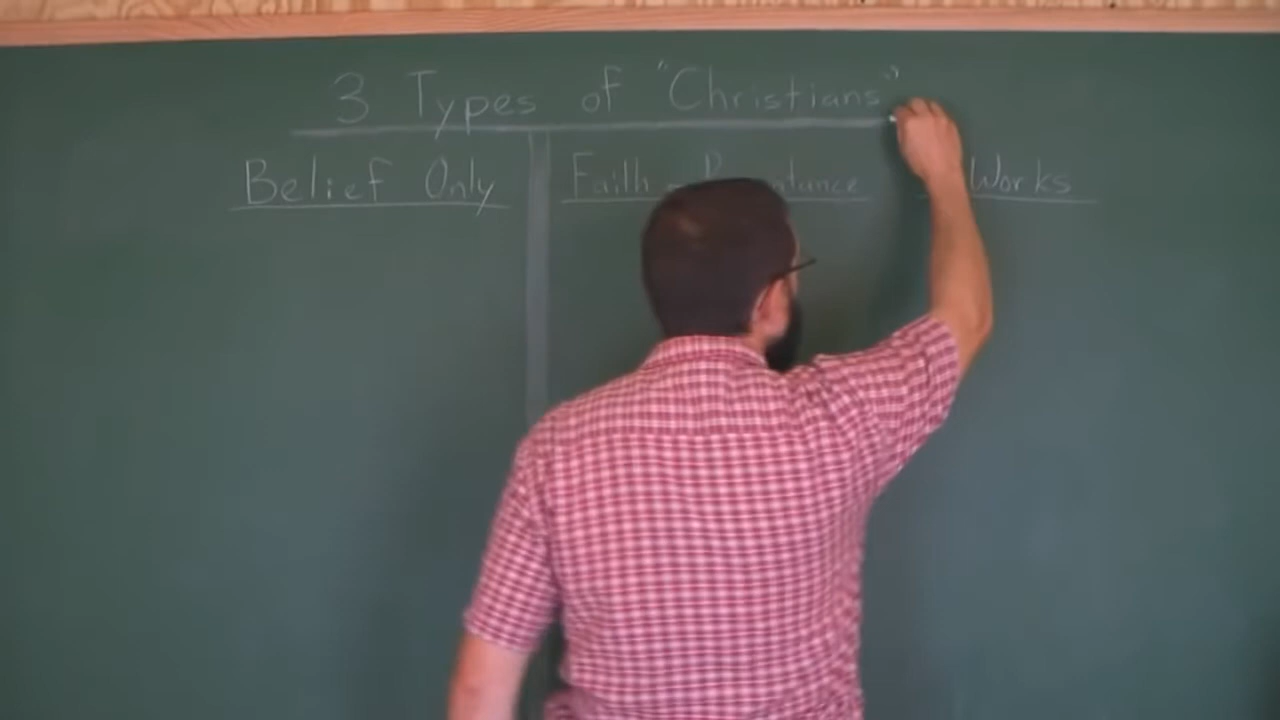 3 Types of "Christians"
Belief Only Faith - Works